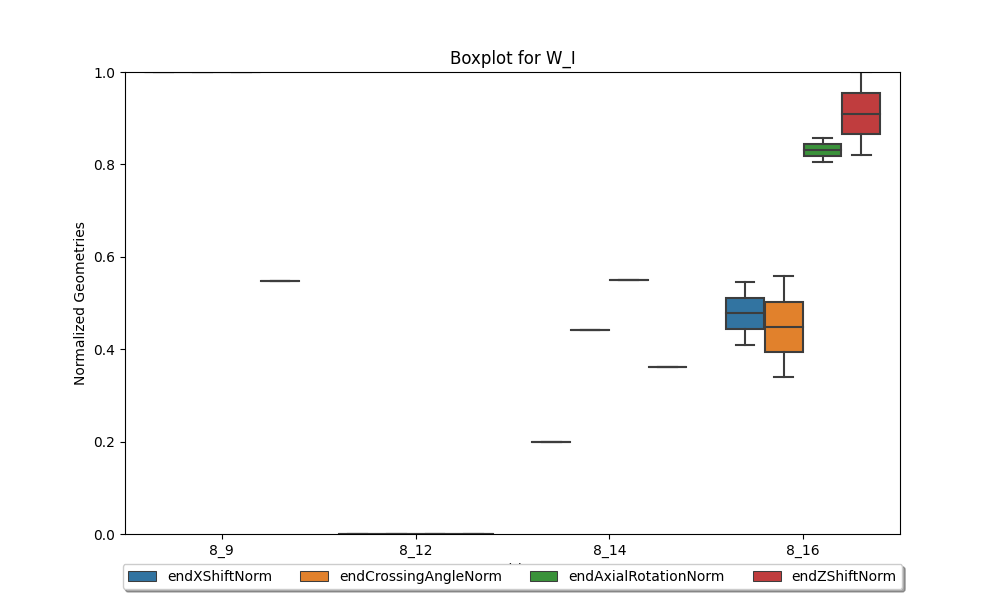 Boxplot for W_I
Normalized Geometries
1.0
0.8
0.6
0.4
0.2
0.0
8_9 8_12 8_14 8_16
endXShiftNorm endCrossingAngleNorm endAxialRotationNorm endZShiftNorm